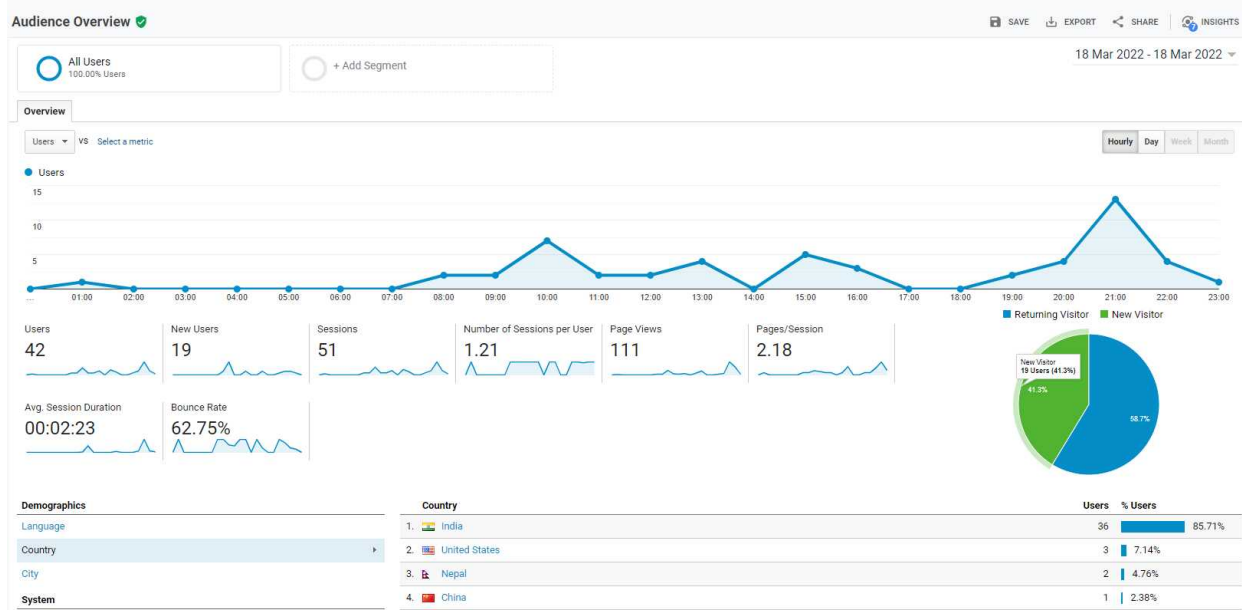 Audience Overview
SAVE EXPORT SHARE INSIGHTS
7
All Users
100.00% Users
+ Add Segment
18 Mar 2022 - 18 Mar 2022
Overview
Users VS Select a metric
Hourly Day Week Month
Users
15
10
5
... 01:00 02:00 03:00 04:00 05:00 06:00 07:00 08:00 09:00 10:00 11:00 12:00 13:00 14:00 15:00 16:00 17:00 18:00 19:00 20:00 21:00 22:00 23:00
Returning Visitor New Visitor
Users
42
New Users
19
Sessions
51
Number of Sessions per User
1.21
Page Views
111
Pages/Session
2.18
Avg. Session Duration
00:02:23
Bounce Rate
62.75%
New Visitor
19 Users (41.3%)
41.3%
58.7%
Demographics
Language
Country
City
System
Country Users % Users
1. India 36 85.71%
2. United States 3 7.14%
3. Nepal 2 4.76%
4. China 1 2.38%